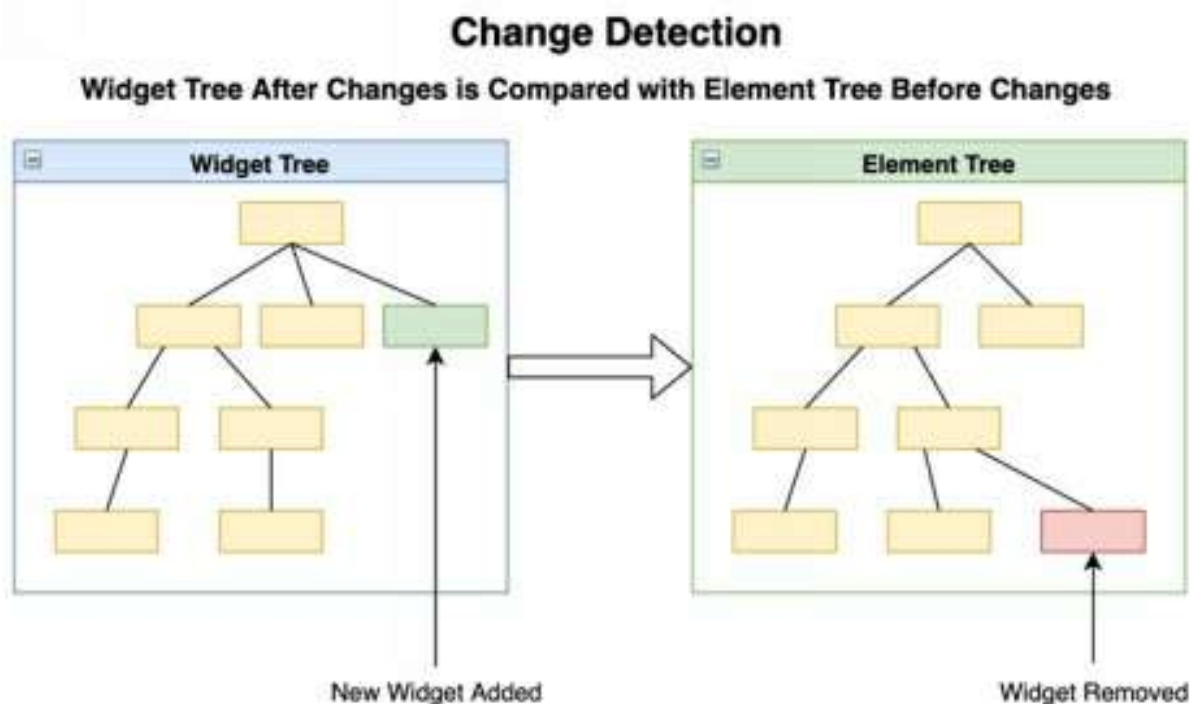 Change Detection
Widget Tree After Changes is Compared with Element Tree Before Changes
Widget Tree
Element Tree
New Widget Added
Widget Removed